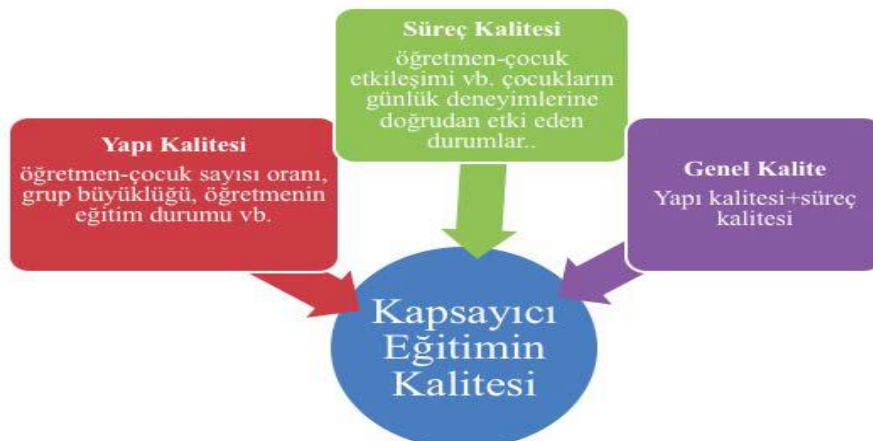 Süreç Kalitesi
öğretmen-çocuk
etkileşimi vb. çocukların
günlük deneyimlerine
doğrudan etki eden
durumlar..
Yapı Kalitesi
öğretmen-çocuk sayısı oranı,
grup büyüklüğü, öğretmenin
eğitim durumu vb.
Genel Kalite
Yapı kalitesi+süreç
kalitesi
Kapsayıcı
Eğitimin
Kalitesi